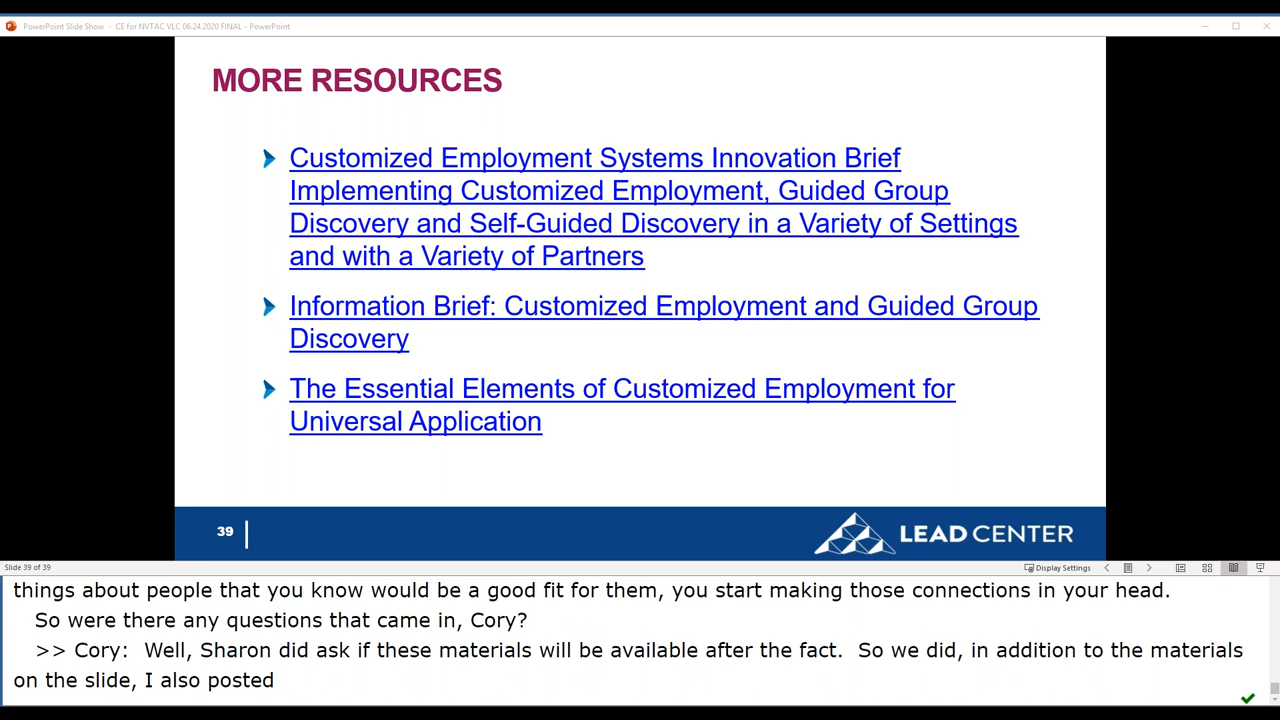 PowerPoint Slide Show - CE for NVTAC VLC 06.24.2020 FINAL - PowerPoint
MORE RESOURCES
Customized Employment Systems Innovation Brief
Implementing Customized Employment, Guided Group
Discovery and Self-Guided Discovery in a Variety of Settings
and with a Variety of Partners
Information Brief: Customized Employment and Guided Group
Discovery
The Essential Elements of Customized Employment for
Universal Application
39
LEAD CENTER
Slide 39 of 39
Display Settings
things about people that you know would be a good fit for them, you start making those connections in your head.
So were there any questions that came in, Cory?
>> Cory:  Well, Sharon did ask if these materials will be available after the fact.  So we did, in addition to the materials
on the slide, I also posted